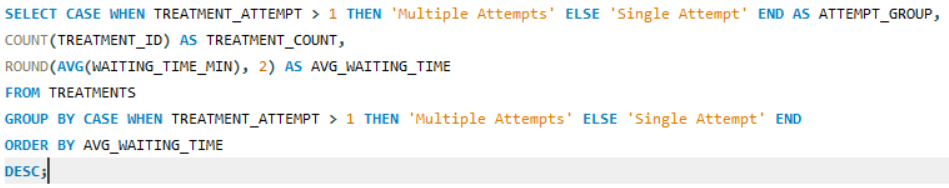 SELECT CASE WHEN TREATMENT_ATTEMPT > 1 THEN 'Multiple Attempts' ELSE 'Single Attempt' END AS ATTEMPT_GROUP,
COUNT(TREATMENT_ID) AS TREATMENT_COUNT,
ROUND(AVG(WAITING_TIME_MIN), 2) AS AVG_WAITING_TIME
FROM TREATMENTS
GROUP BY CASE WHEN TREATMENT_ATTEMPT > 1 THEN 'Multiple Attempts' ELSE 'Single Attempt' END
ORDER BY AVG_WAITING_TIME
DESC;